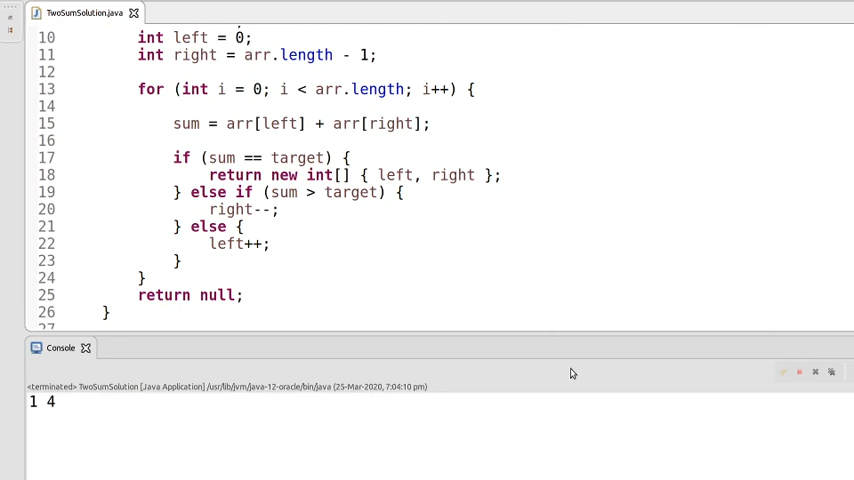 TwoSumSolution.java
10 int left = 0;
11 int right = arr.length - 1;
12
13 for (int i = 0; i < arr.length; i++) {
14
15 sum = arr[left] + arr[right];
16
17 if (sum == target) {
18 return new int[] { left, right };
19 } else if (sum > target) {
20 right--;
21 } else {
22 left++;
23 }
24 }
25 return null;
26 }
27
Console
<terminated> TwoSumSolution [Java Application] /usr/lib/jvm/java-12-oracle/bin/java (25-Mar-2020, 7:04:10 pm)
1 4